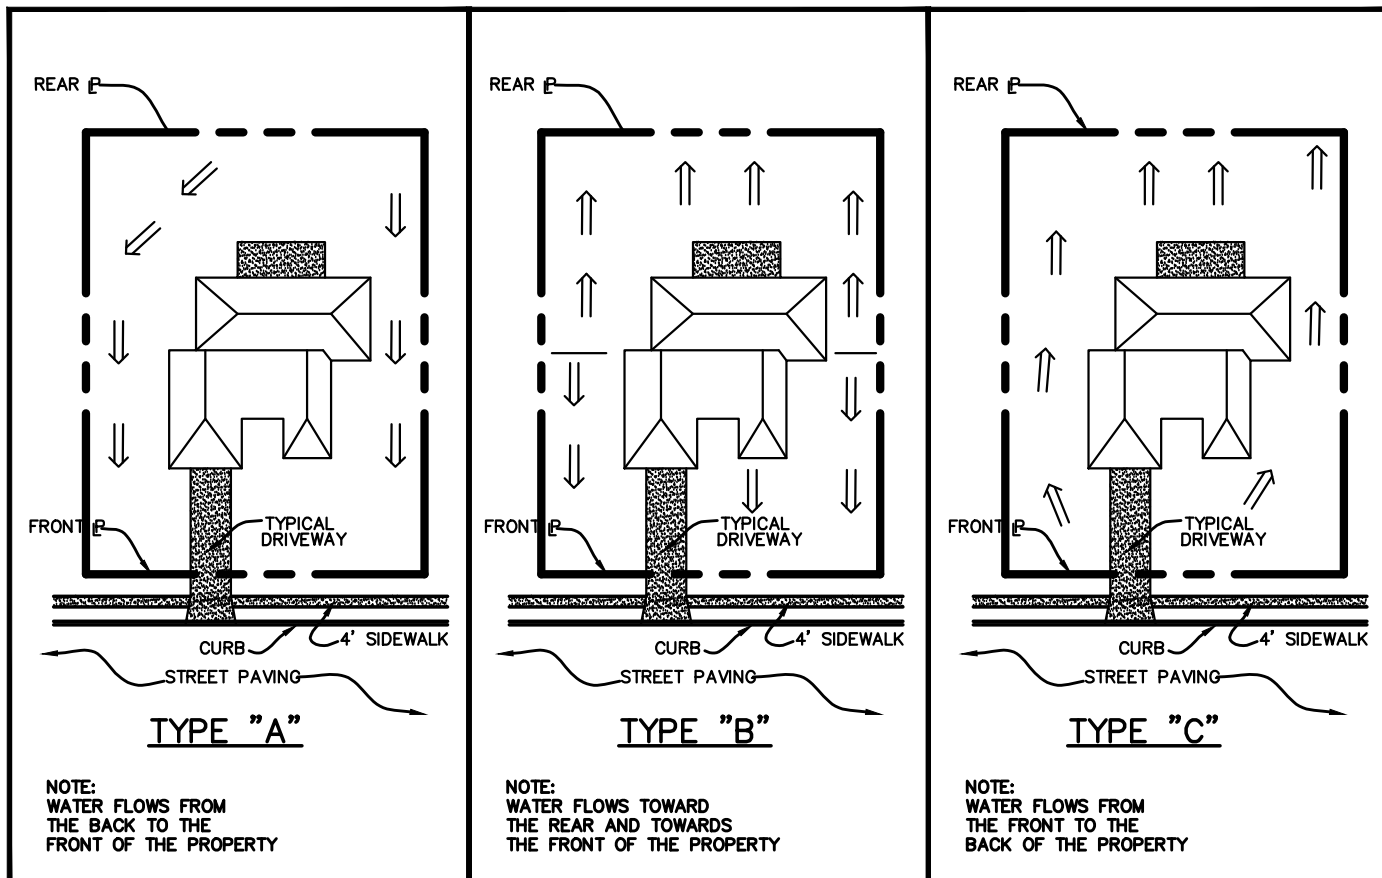 REAR ⅊
FRONT ⅊
TYPICAL
DRIVEWAY
CURB
4' SIDEWALK
STREET PAVING
TYPE "A"
NOTE:
WATER FLOWS FROM
THE BACK TO THE
FRONT OF THE PROPERTY
REAR ⅊
FRONT ⅊
TYPICAL
DRIVEWAY
CURB
4' SIDEWALK
STREET PAVING
TYPE "B"
NOTE:
WATER FLOWS TOWARD
THE REAR AND TOWARDS
THE FRONT OF THE PROPERTY
REAR ⅊
FRONT ⅊
TYPICAL
DRIVEWAY
CURB
4' SIDEWALK
STREET PAVING
TYPE "C"
NOTE:
WATER FLOWS FROM
THE FRONT TO THE
BACK OF THE PROPERTY